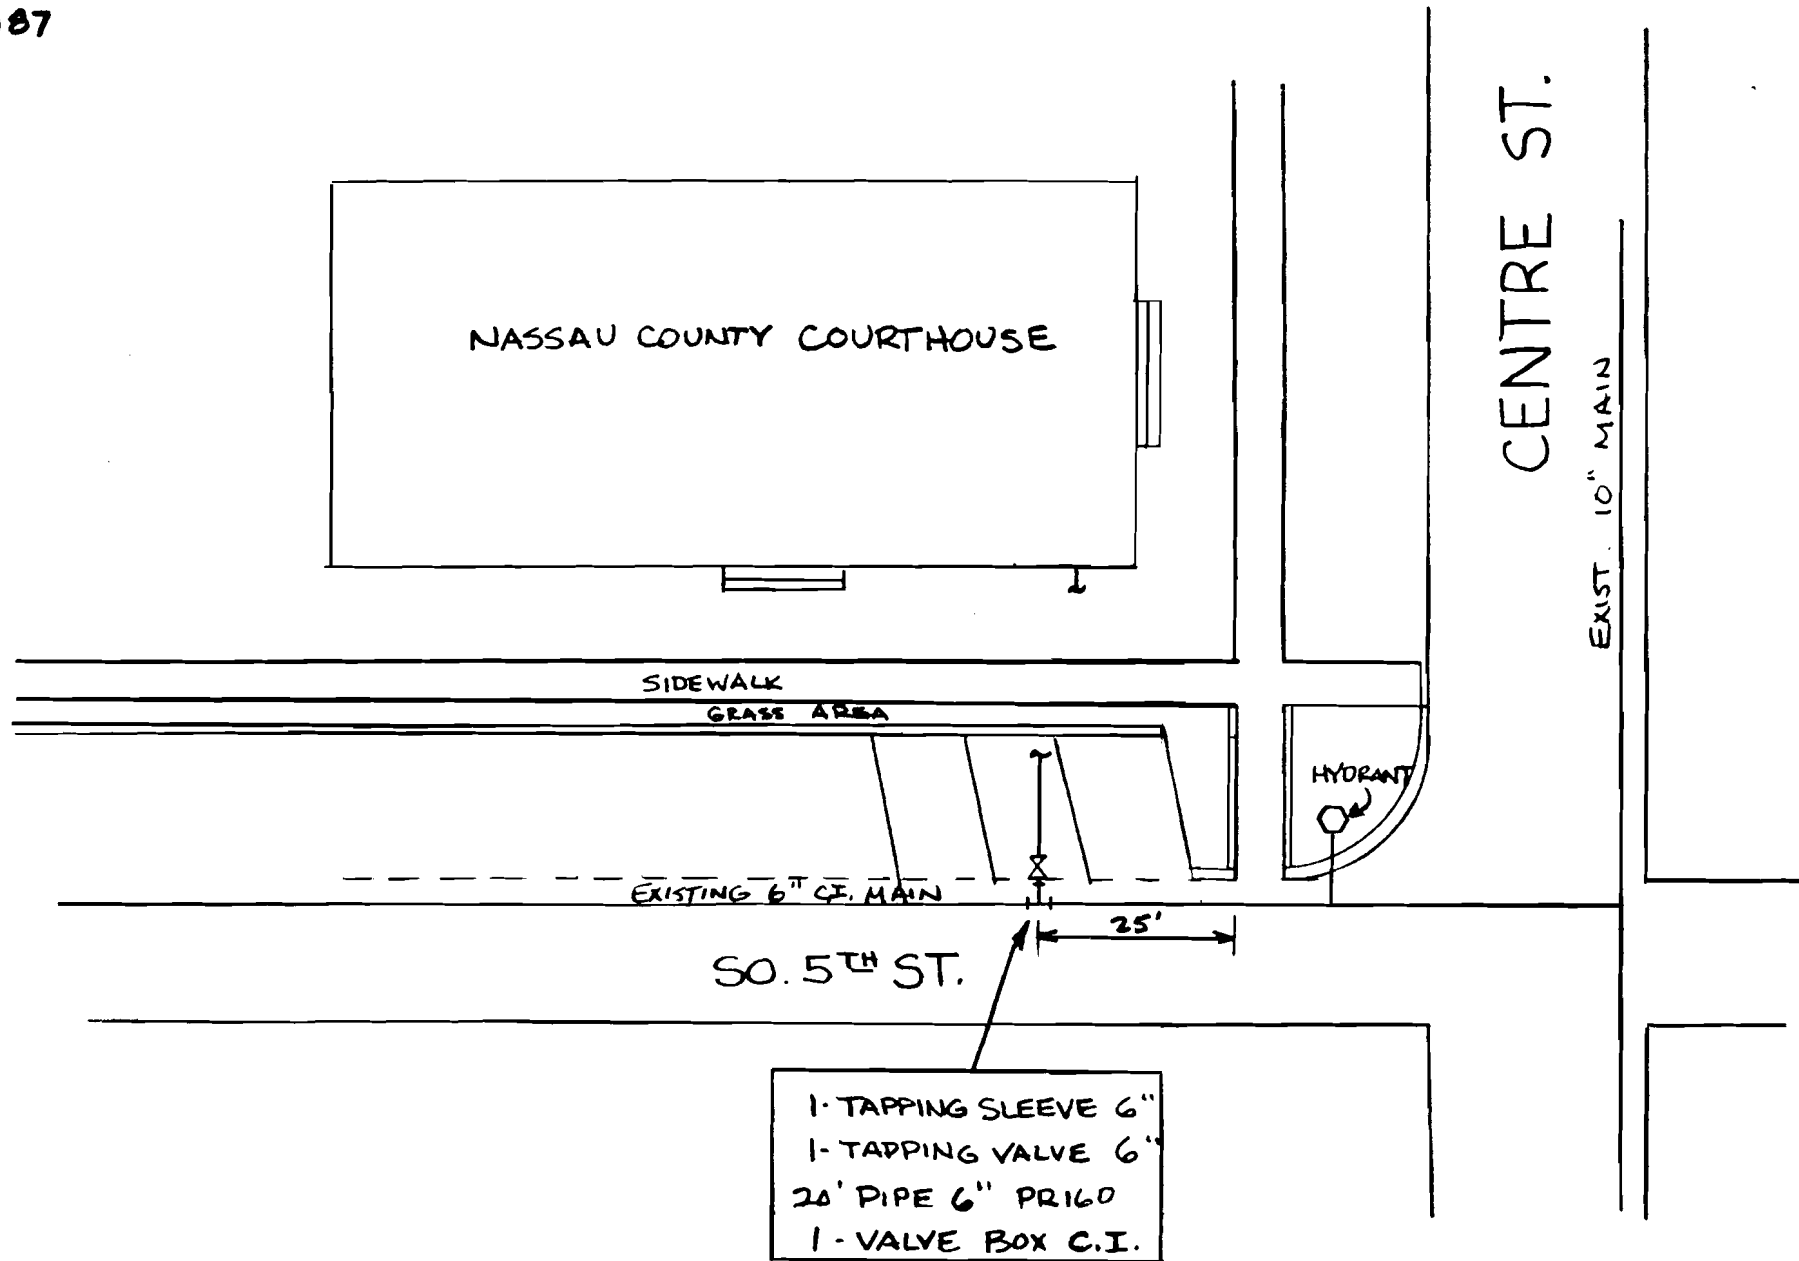 87
CENTRE ST.
NASSAU COUNTY COURTHOUSE
EXIST. 10" MAIN
SIDEWALK
GRASS AREA
HYDRANT
EXISTING 6" C.I. MAIN
25'
SO. 5TH ST.
1- TAPPING SLEEVE 6"
1- TAPPING VALVE 6"
20' PIPE 6" PR160
1 - VALVE BOX C.I.